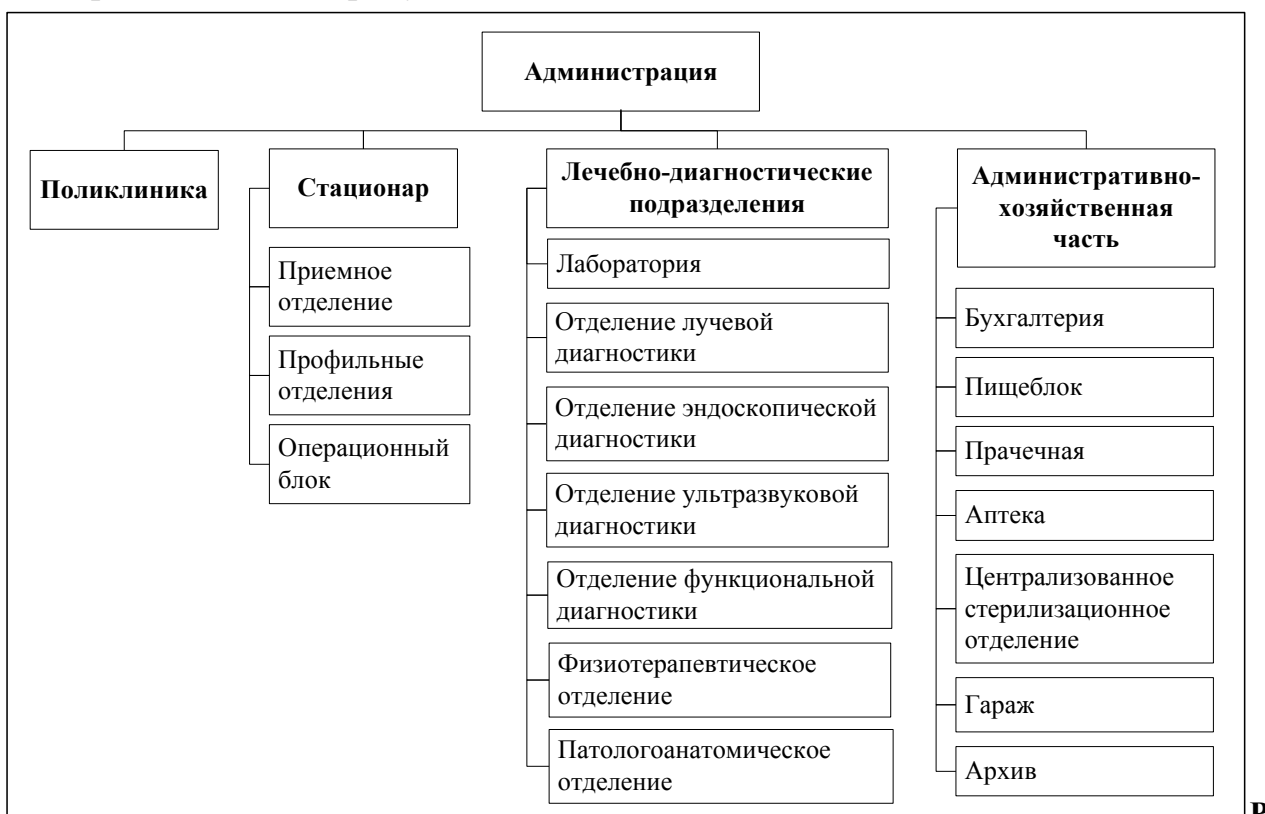 Администрация
Поликлиника
Стационар
Приемное
отделение
Профильные
отделения
Операционный
блок
Лечебно-диагностические
подразделения
Лаборатория
Отделение лучевой
диагностики
Отделение эндоскопической
диагностики
Отделение ультразвуковой
диагностики
Отделение функциональной
диагностики
Физиотерапевтическое
отделение
Патологоанатомическое
отделение
Административно-
хозяйственная
часть
Бухгалтерия
Пищеблок
Прачечная
Аптека
Централизованное
стерилизационное
отделение
Гараж
Архив